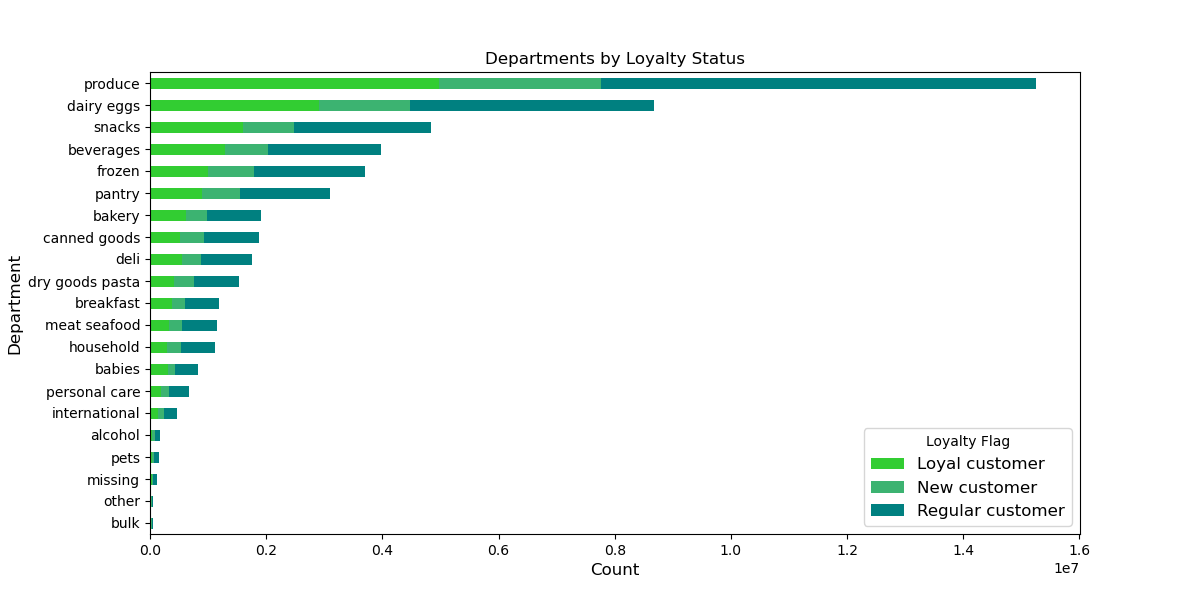 Departments by Loyalty Status
Department
produce
dairy eggs
snacks
beverages
frozen
pantry
bakery
canned goods
deli
dry goods pasta
breakfast
meat seafood
household
babies
personal care
international
alcohol
pets
missing
other
bulk
Loyalty Flag
Loyal customer
New customer
Regular customer
0.0 0.2 0.4 0.6 0.8 1.0 1.2 1.4 1.6
1e7
Count